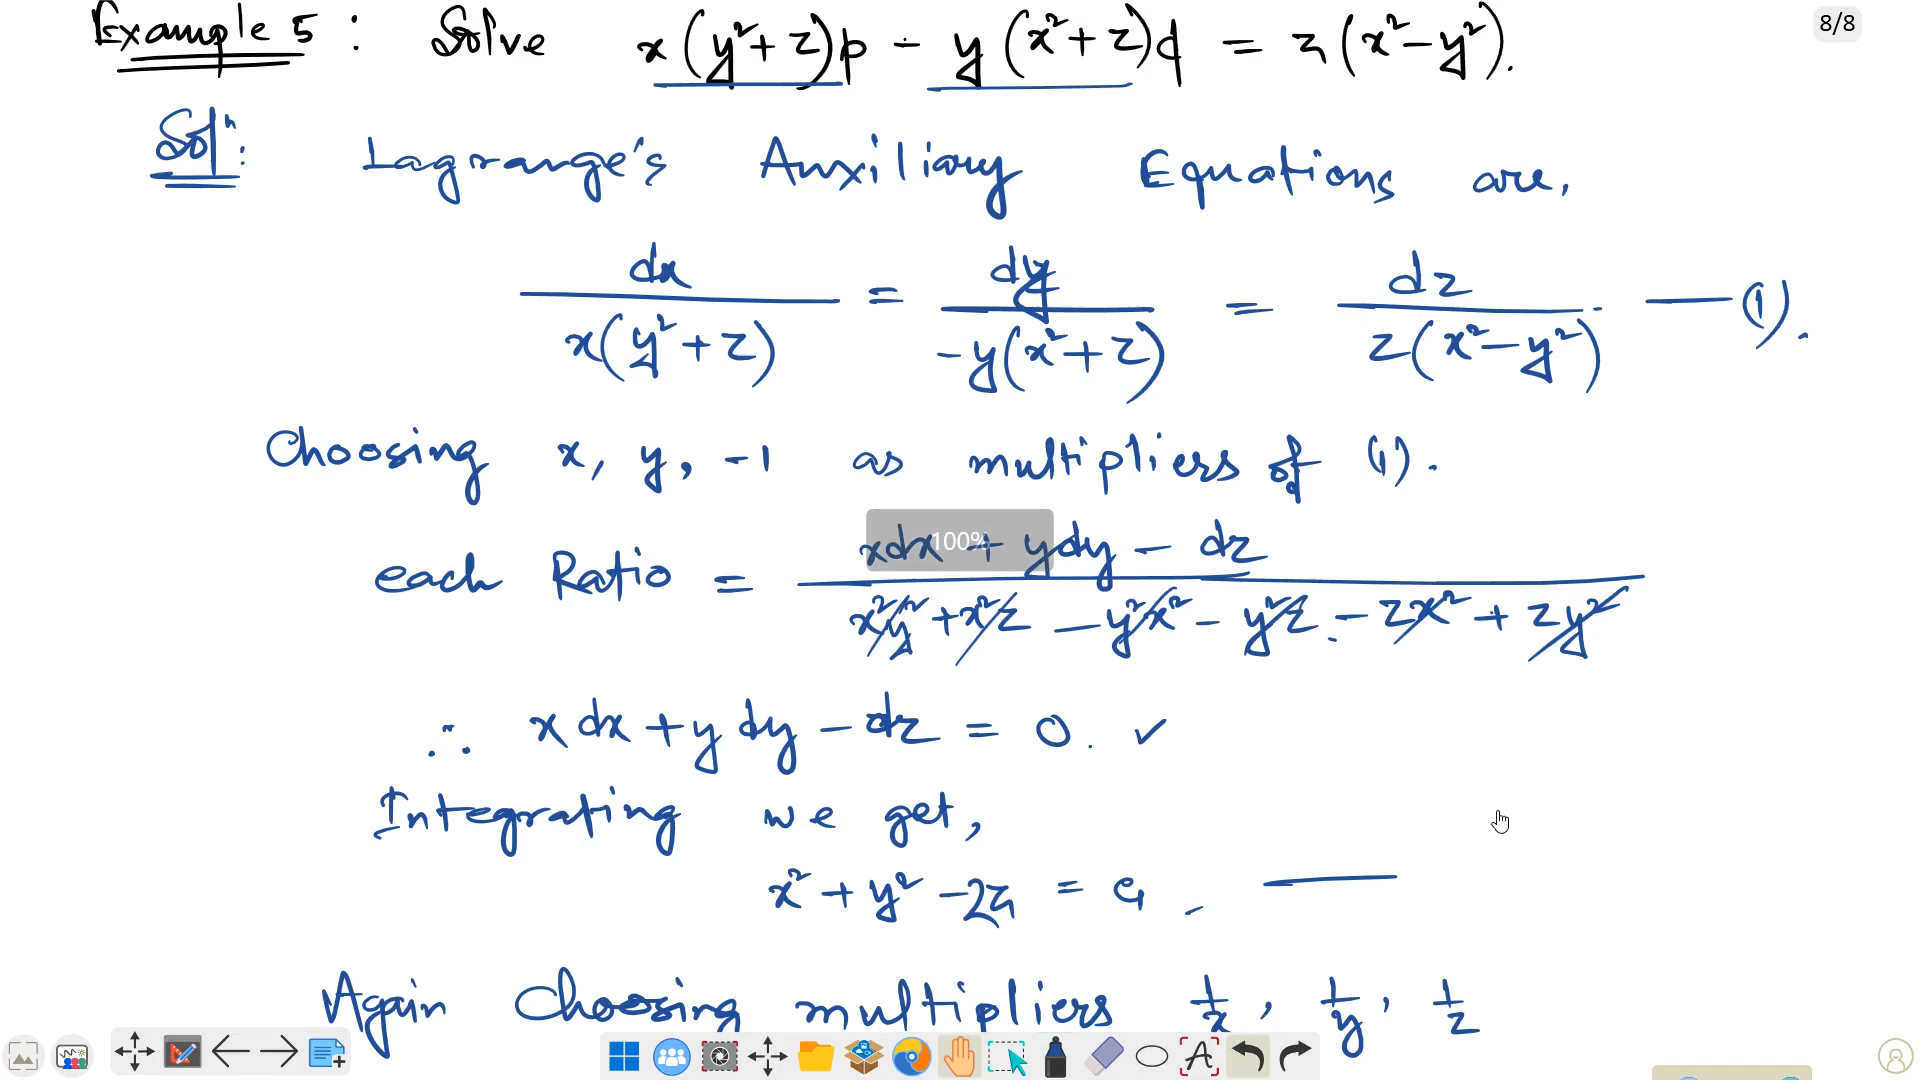 Example 5 : Solve x(y²+z)p - y(x²+z)q = z(x²-y²).
8/8
Solⁿ: Lagrange's Auxiliary Equations are,
dx/x(y²+z) = dy/-y(x²+z) = dz/z(x²-y²). —(1).
Choosing x, y, -1 as multipliers of (1).
each Ratio = xdx + ydy - dz / x²y² + x²z - y²x² - y²z - zx² + zy²
100%
∴ x dx + y dy - dz = 0. ✓
Integrating we get,
x² + y² - 2z = c₁ —
Again Choosing multipliers 1/x, 1/y, 1/z